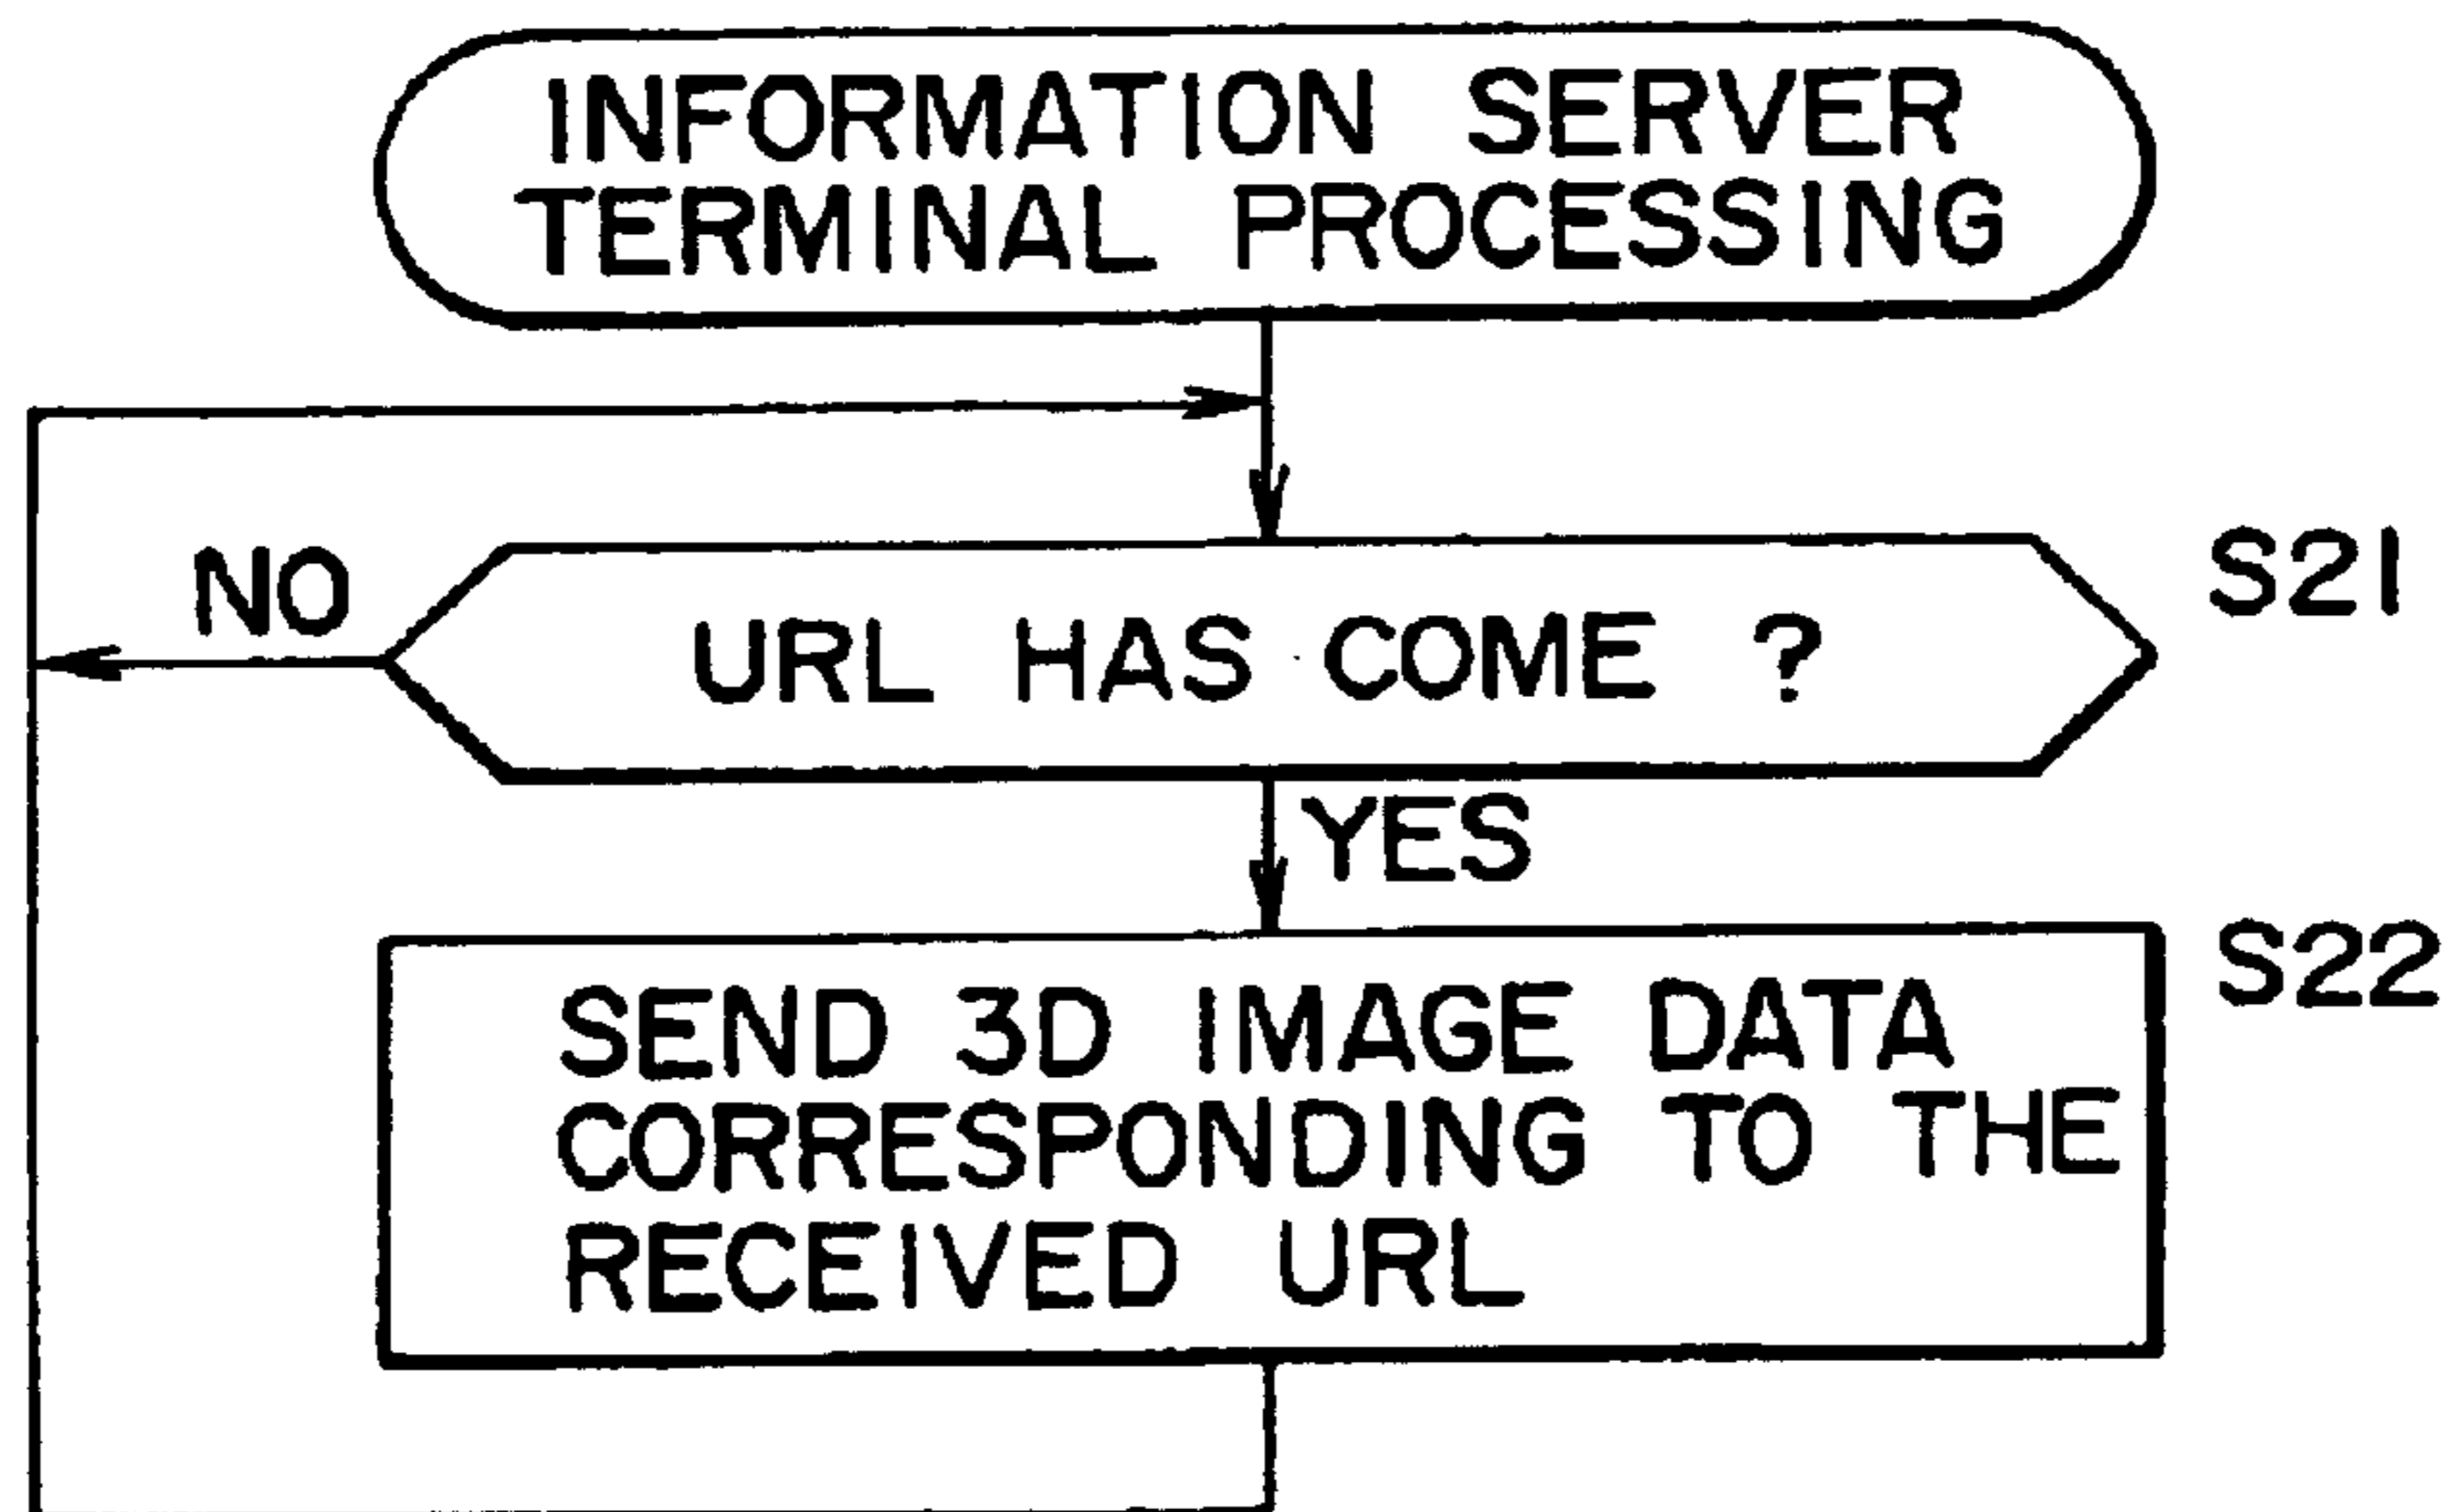 INFORMATION SERVER
TERMINAL PROCESSING
NO
S21
URL HAS COME ?
YES
S22
SEND 3D IMAGE DATA
CORRESPONDING TO THE
RECEIVED URL